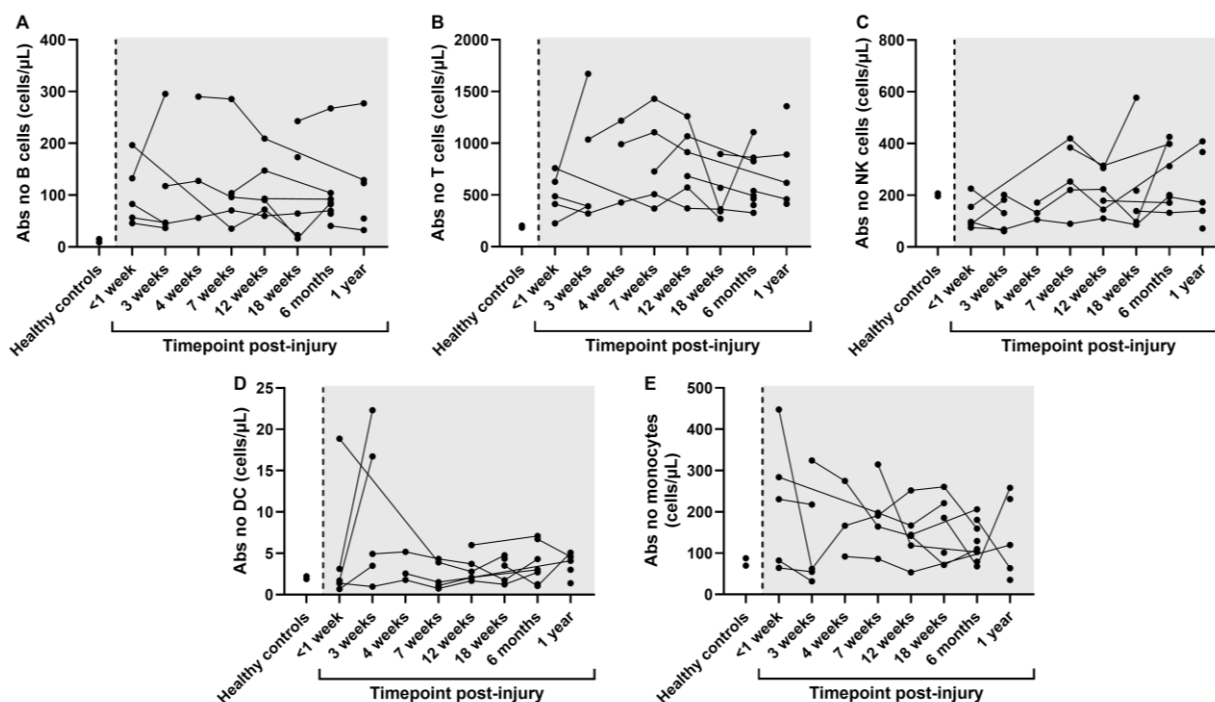 A
Abs no B cells (cells/μL)
400
300
200
100
0
Healthy controls
<1 week
3 weeks
4 weeks
7 weeks
12 weeks
18 weeks
6 months
1 year
Timepoint post-injury
B
Abs no T cells (cells/μL)
2000
1500
1000
500
0
Healthy controls
<1 week
3 weeks
4 weeks
7 weeks
12 weeks
18 weeks
6 months
1 year
Timepoint post-injury
C
Abs no NK cells (cells/μL)
800
600
400
200
0
Healthy controls
<1 week
3 weeks
4 weeks
7 weeks
12 weeks
18 weeks
6 months
1 year
Timepoint post-injury
D
Abs no DC (cells/μL)
25
20
15
10
5
0
Healthy controls
<1 week
3 weeks
4 weeks
7 weeks
12 weeks
18 weeks
6 months
1 year
Timepoint post-injury
E
Abs no monocytes
(cells/μL)
500
400
300
200
100
0
Healthy controls
<1 week
3 weeks
4 weeks
7 weeks
12 weeks
18 weeks
6 months
1 year
Timepoint post-injury